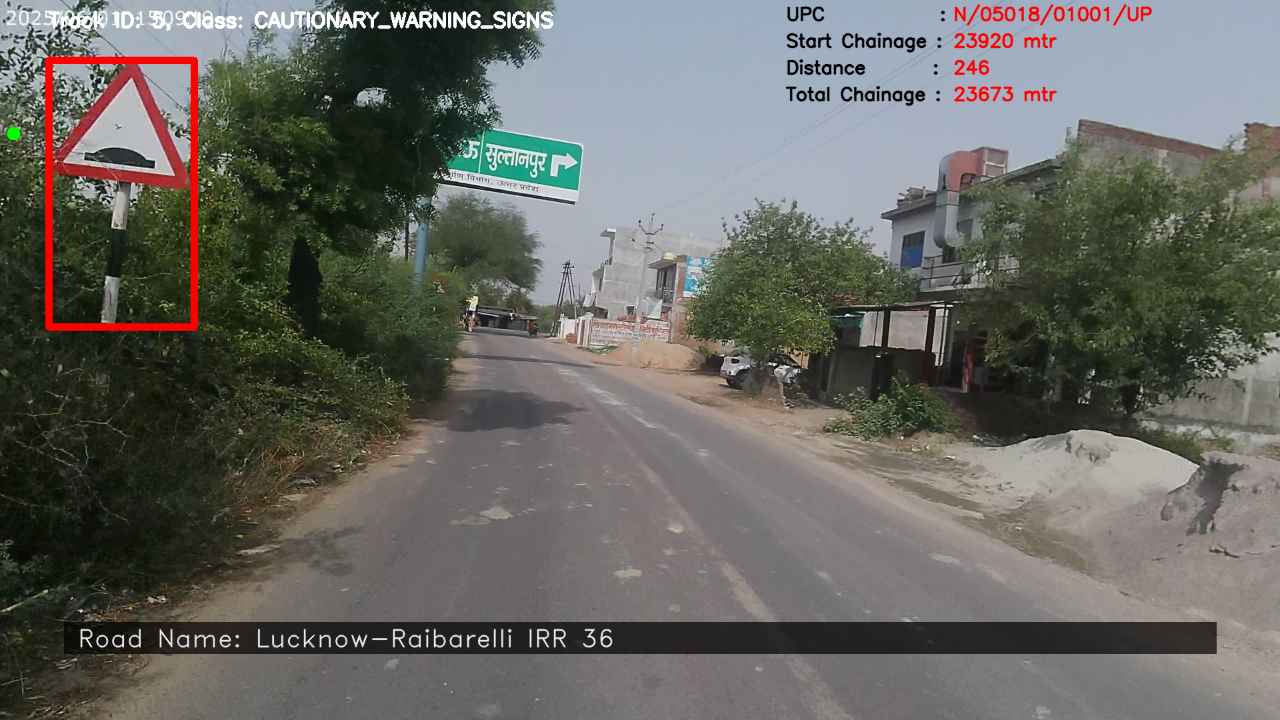 Track ID: 5, Class: CAUTIONARY_WARNING_SIGNS
UPC : N/05018/01001/UP
Start Chainage : 23920 mtr
Distance : 246
Total Chainage : 23673 mtr
सुल्तानपुर
Road Name: Lucknow-Raibarelli IRR 36